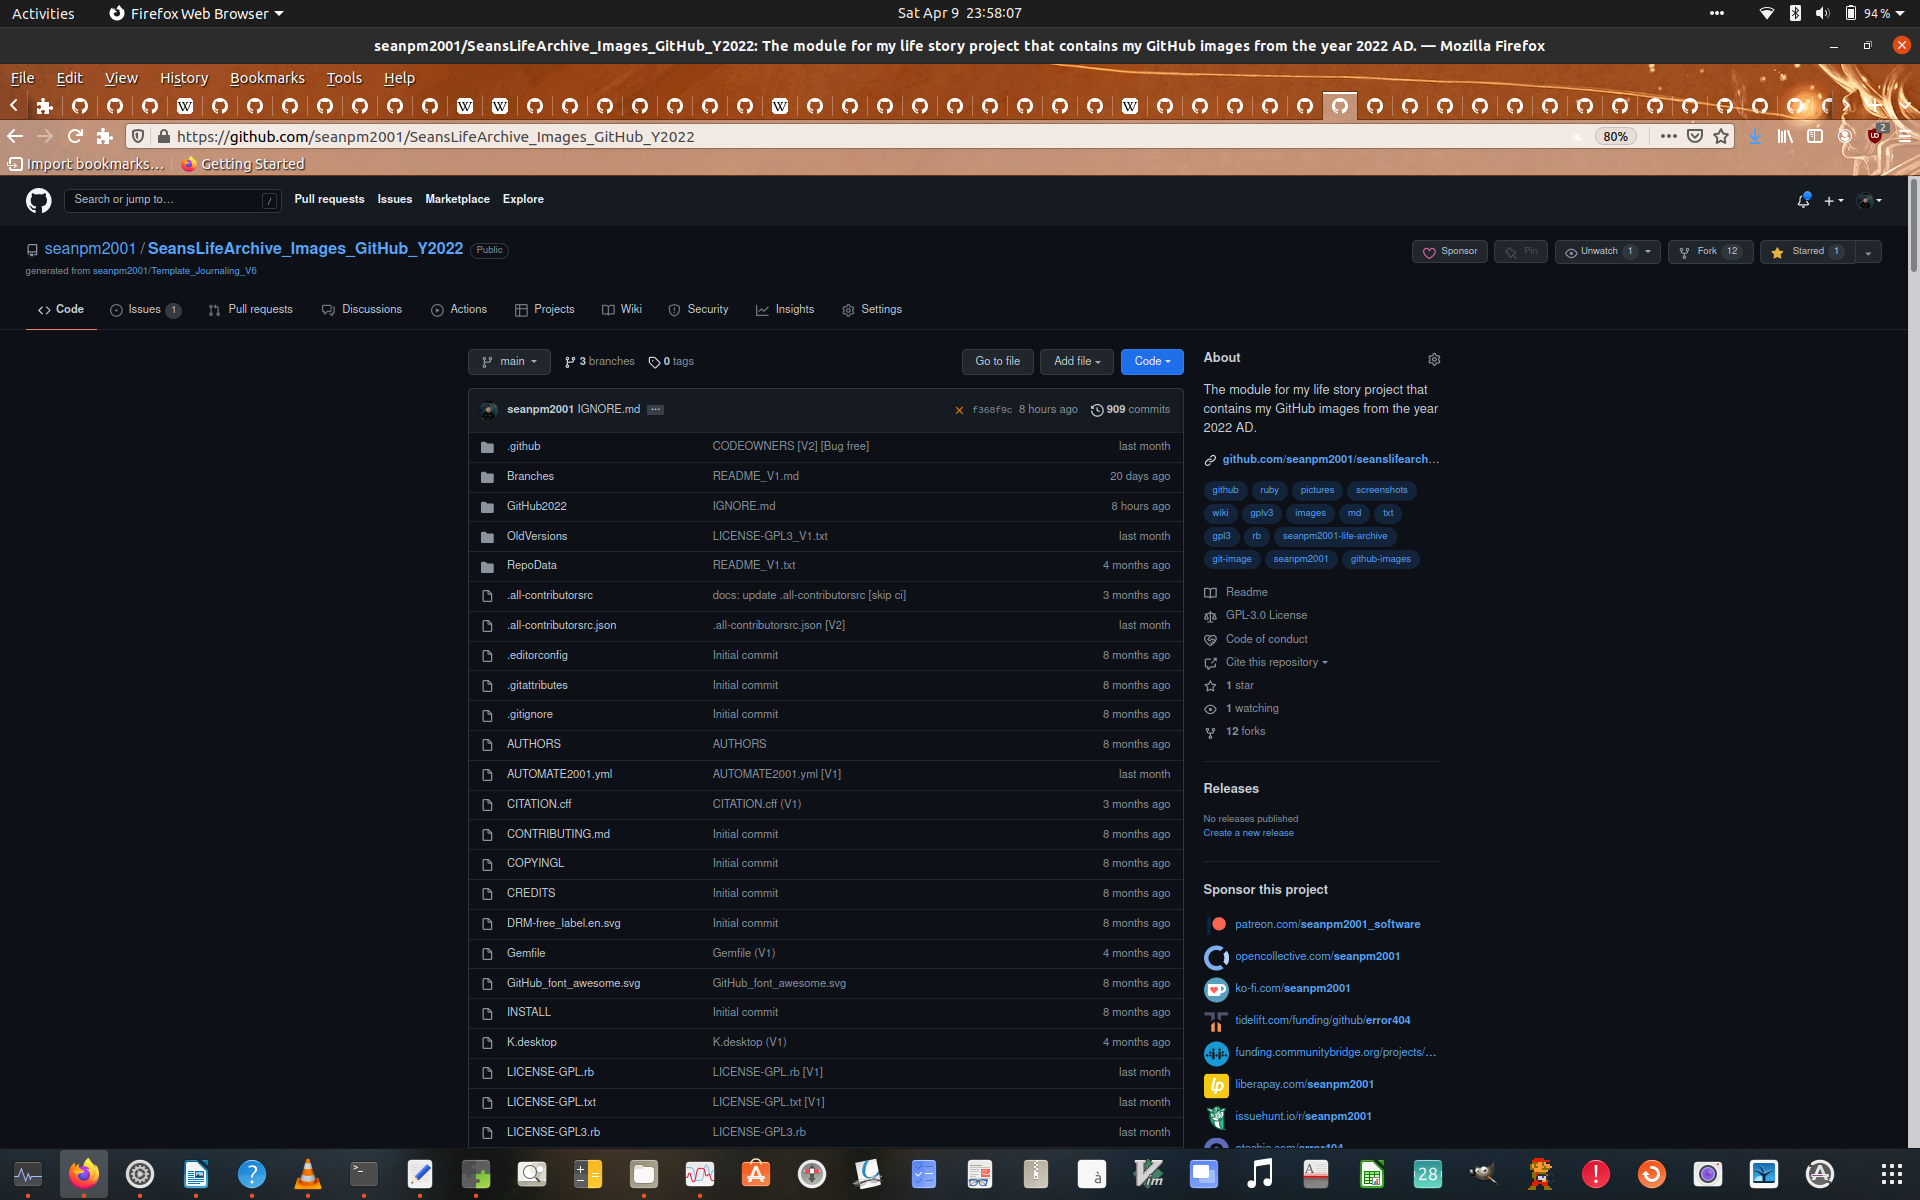 Activities
Firefox Web Browser
Sat Apr 9 23:58:07
94 %
seanpm2001/SeansLifeArchive_Images_GitHub_Y2022: The module for my life story project that contains my GitHub images from the year 2022 AD. — Mozilla Firefox
File Edit View History Bookmarks Tools Help
https://github.com/seanpm2001/SeansLifeArchive_Images_GitHub_Y2022
80%
2
Import bookmarks… Getting Started
Search or jump to… /
Pull requests Issues Marketplace Explore
seanpm2001 / SeansLifeArchive_Images_GitHub_Y2022 Public
generated from seanpm2001/Template_Journaling_V6
Sponsor Pin Unwatch 1 Fork 12 Starred 1
Code Issues 1 Pull requests Discussions Actions Projects Wiki Security Insights Settings
main 3 branches 0 tags Go to file Add file Code
seanpm2001 IGNORE.md f368f9c 8 hours ago 909 commits
.github CODEOWNERS [V2] [Bug free] last month
Branches README_V1.md 20 days ago
GitHub2022 IGNORE.md 8 hours ago
OldVersions LICENSE-GPL3_V1.txt last month
RepoData README_V1.txt 4 months ago
.all-contributorsrc docs: update .all-contributorsrc [skip ci] 3 months ago
.all-contributorsrc.json .all-contributorsrc.json [V2] last month
.editorconfig Initial commit 8 months ago
.gitattributes Initial commit 8 months ago
.gitignore Initial commit 8 months ago
AUTHORS AUTHORS 8 months ago
AUTOMATE2001.yml AUTOMATE2001.yml [V1] last month
CITATION.cff CITATION.cff (V1) 3 months ago
CONTRIBUTING.md Initial commit 8 months ago
COPYINGL Initial commit 8 months ago
CREDITS Initial commit 8 months ago
DRM-free_label.en.svg Initial commit 8 months ago
Gemfile Gemfile (V1) 4 months ago
GitHub_font_awesome.svg GitHub_font_awesome.svg 8 months ago
INSTALL Initial commit 8 months ago
K.desktop K.desktop (V1) 4 months ago
LICENSE-GPL.rb LICENSE-GPL.rb [V1] last month
LICENSE-GPL.txt LICENSE-GPL.txt [V1] last month
LICENSE-GPL3.rb LICENSE-GPL3.rb last month
About
The module for my life story project that
contains my GitHub images from the year
2022 AD.
github.com/seanpm2001/seanslifearch…
github ruby pictures screenshots
wiki gplv3 images md txt
gpl3 rb seanpm2001-life-archive
git-image seanpm2001 github-images
Readme
GPL-3.0 License
Code of conduct
Cite this repository
1 star
1 watching
12 forks
Releases
No releases published
Create a new release
Sponsor this project
patreon.com/seanpm2001_software
opencollective.com/seanpm2001
ko-fi.com/seanpm2001
tidelift.com/funding/github/error404
funding.communitybridge.org/projects/…
liberapay.com/seanpm2001
issuehunt.io/r/seanpm2001
otechie.com/error404
28